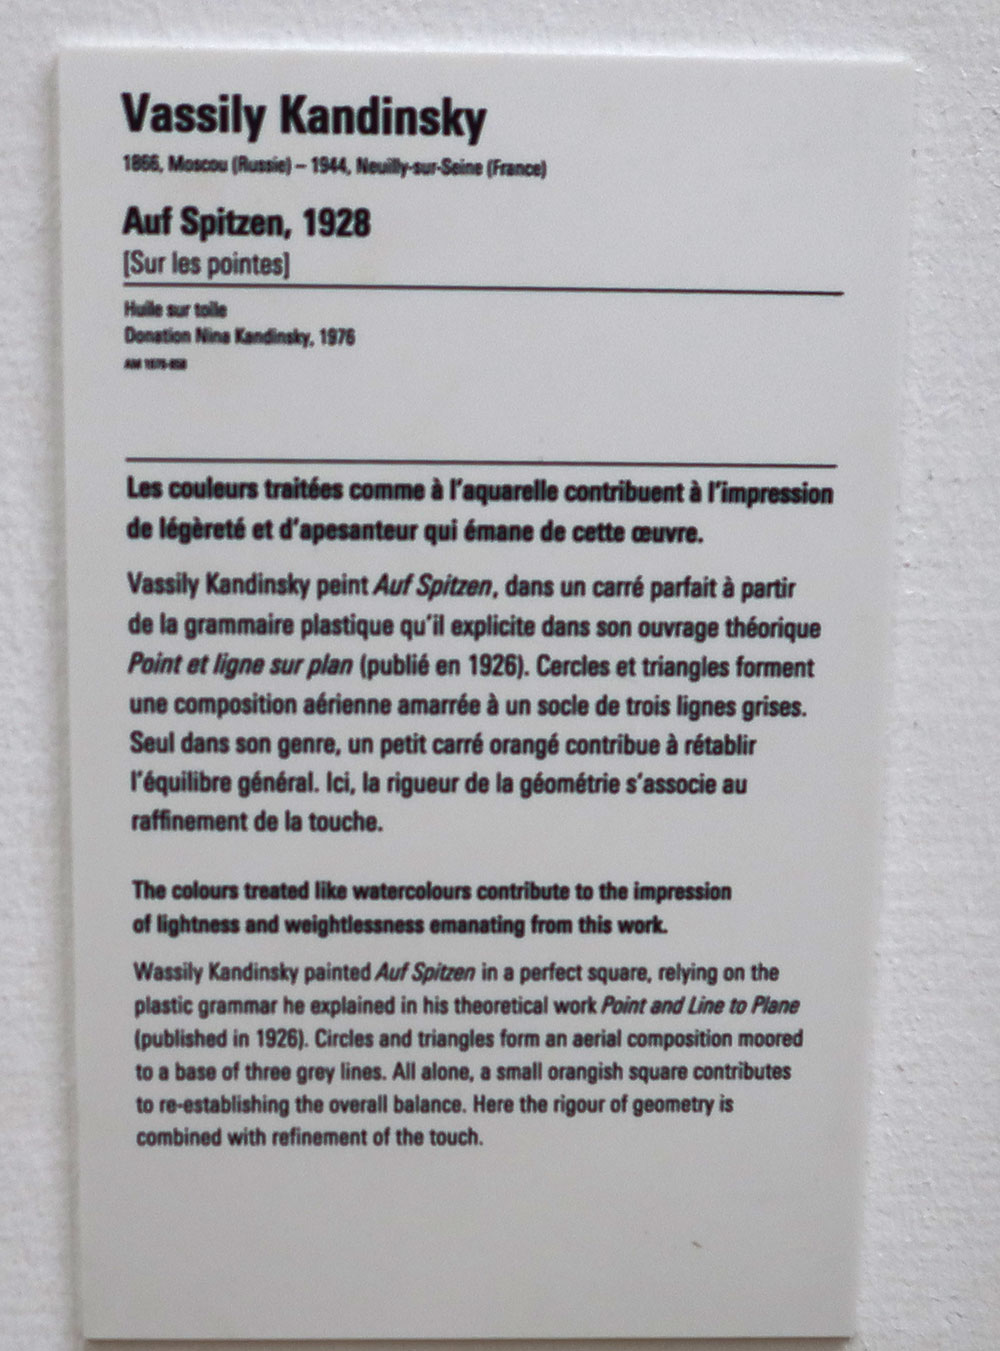 Vassily Kandinsky
1866, Moscou (Russie) – 1944, Neuilly-sur-Seine (France)
Auf Spitzen, 1928
[Sur les pointes]
Huile sur toile
Donation Nina Kandinsky, 1976
AM
Les couleurs traitées comme à l'aquarelle contribuent à l'impression
de légèreté et d'apesanteur qui émane de cette œuvre.
Vassily Kandinsky peint Auf Spitzen, dans un carré parfait à partir
de la grammaire plastique qu'il explicite dans son ouvrage théorique
Point et ligne sur plan (publié en 1926). Cercles et triangles forment
une composition aérienne amarrée à un socle de trois lignes grises.
Seul dans son genre, un petit carré orangé contribue à rétablir
l'équilibre général. Ici, la rigueur de la géométrie s'associe au
raffinement de la touche.
The colours treated like watercolours contribute to the impression
of lightness and weightlessness emanating from this work.
Wassily Kandinsky painted Auf Spitzen in a perfect square, relying on the
plastic grammar he explained in his theoretical work Point and Line to Plane
(published in 1926). Circles and triangles form an aerial composition moored
to a base of three grey lines. All alone, a small orangish square contributes
to re-establishing the overall balance. Here the rigour of geometry is
combined with refinement of the touch.